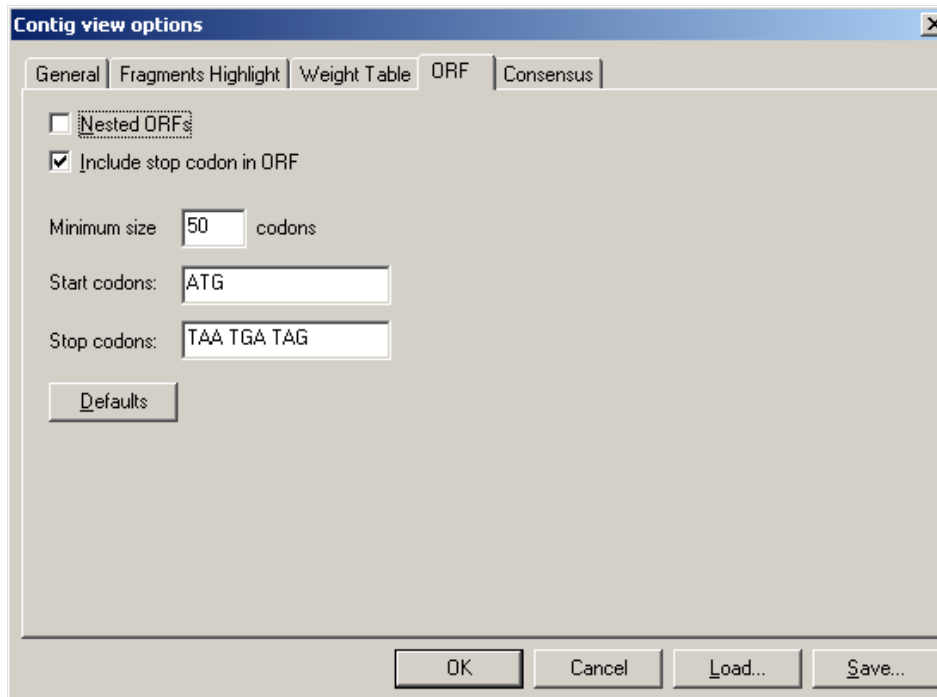 Contig view options
General Fragments Highlight Weight Table ORF Consensus
Nested ORFs
Include stop codon in ORF
Minimum size 50 codons
Start codons: ATG
Stop codons: TAA TGA TAG
Defaults
OK Cancel Load... Save...